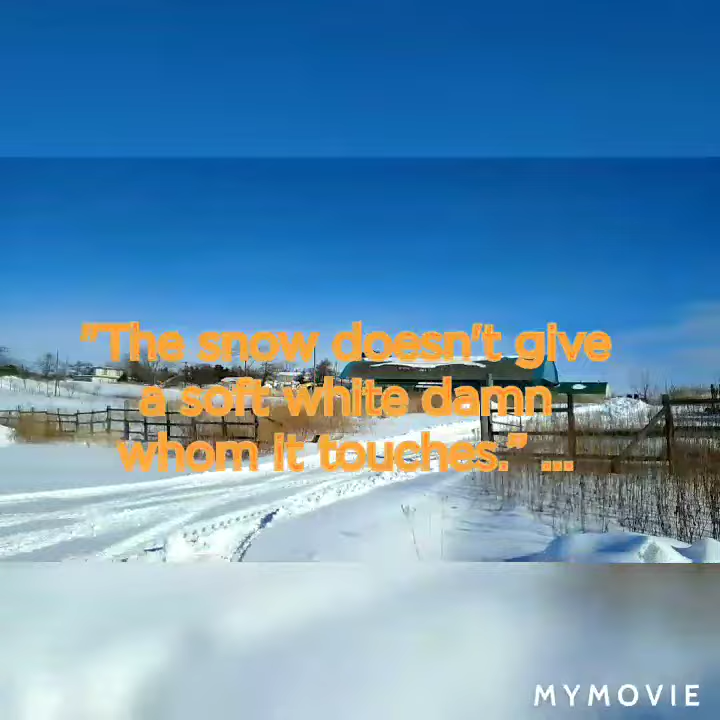 "The snow doesn't give
a soft white damn
whom it touches." ...
MYMOVIE